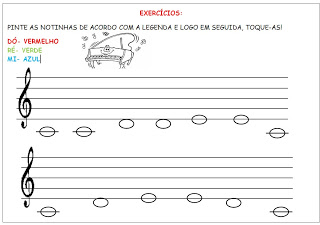 EXERCÍCIOS:
PINTE AS NOTINHAS DE ACORDO COM A LEGENDA E LOGO EM SEGUIDA, TOQUE-AS!
DÓ- VERMELHO
RÉ- VERDE
MI- AZUL